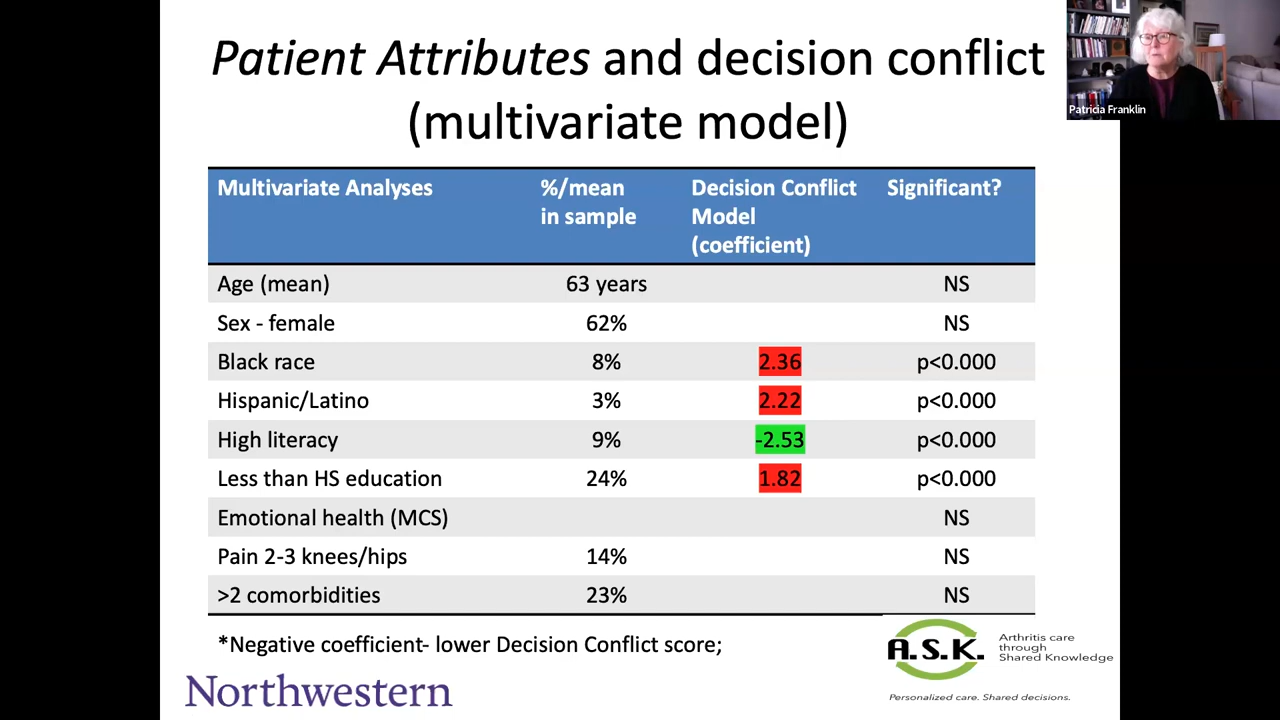 Patient Attributes and decision conflict
(multivariate model)
Patricia Franklin
Multivariate Analyses %/mean in sample Decision Conflict Model (coefficient) Significant?
Age (mean) 63 years NS
Sex - female 62% NS
Black race 8% 2.36 p<0.000
Hispanic/Latino 3% 2.22 p<0.000
High literacy 9% -2.53 p<0.000
Less than HS education 24% 1.82 p<0.000
Emotional health (MCS) NS
Pain 2-3 knees/hips 14% NS
>2 comorbidities 23% NS
*Negative coefficient- lower Decision Conflict score;
Northwestern
A.S.K.
Arthritis care
through
Shared Knowledge
Personalized care. Shared decisions.